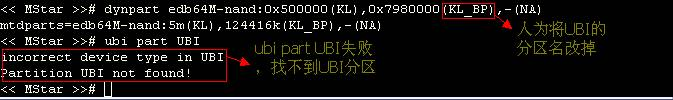 << MStar >># dynpart edb64M-nand:0x500000(KL),0x7980000(KL_BP),-(NA)
mtdparts=edb64M-nand:5m(KL),124416k(KL_BP),-(NA)
<< MStar >># ubi part UBI
incorrect device type in UBI
Partition UBI not found!
<< MStar >>#
ubi part UBI失败
，找不到UBI分区
人为将UBI的
分区名改掉